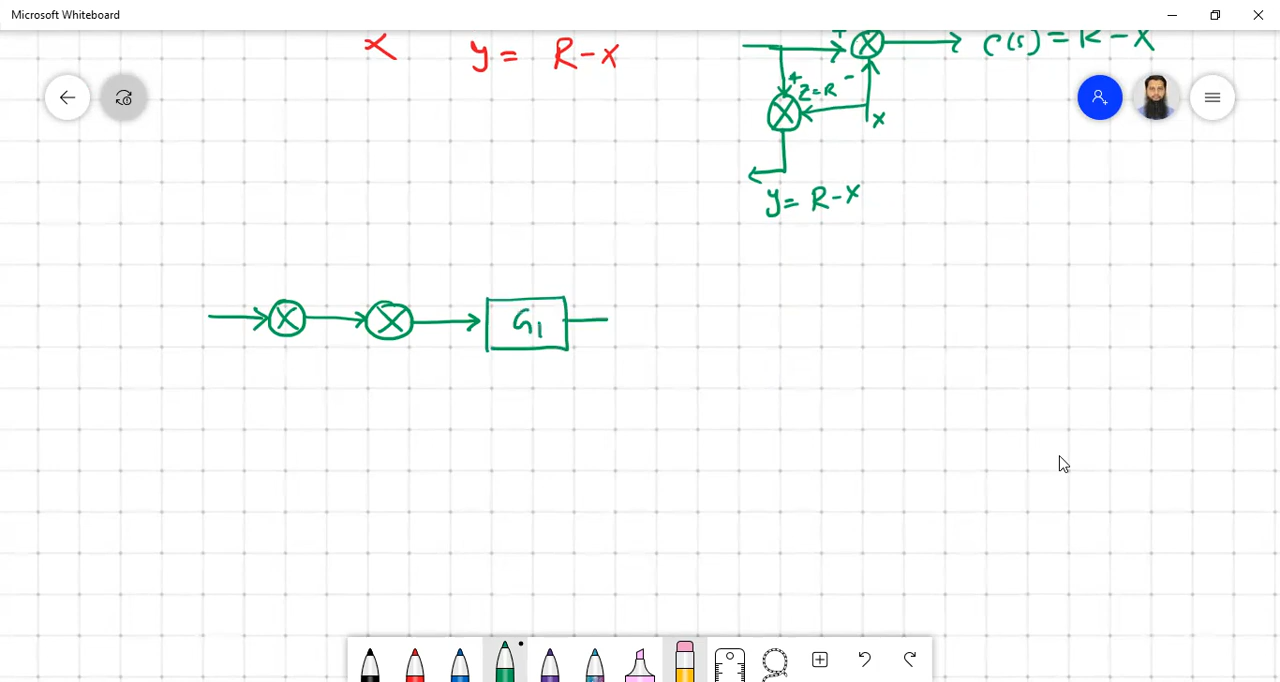 Microsoft Whiteboard
x y = R - x
+ C(s) = R - X
+ Z=R -
x
y = R - x
G1